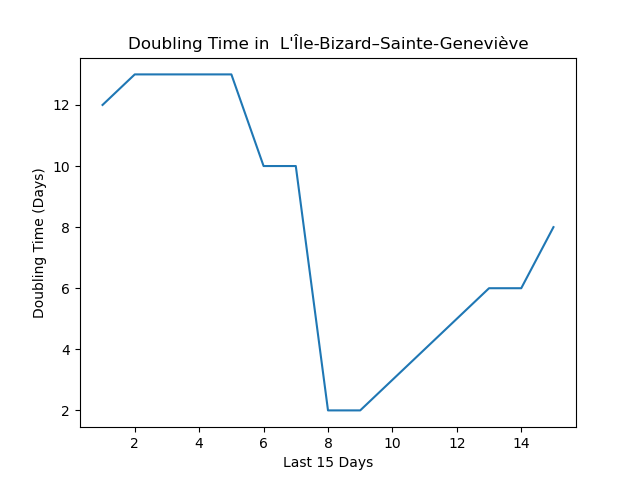 Doubling Time in  L'Île-Bizard–Sainte-Geneviève
12
10
8
6
4
2
Doubling Time (Days)
2 4 6 8 10 12 14
Last 15 Days